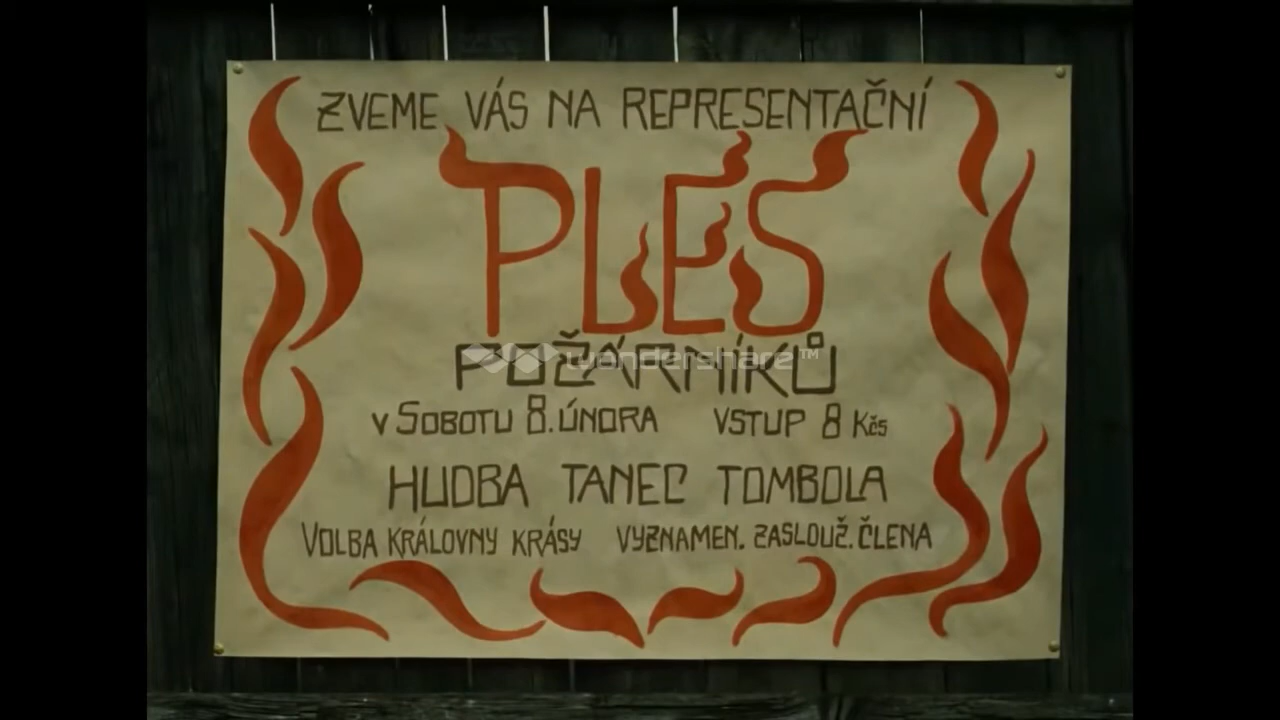 ZVEME VÁS NA REPRESENTAČNÍ
PLES
POŽÁRNÍKŮ
wondershare™
V SOBOTU 8. ÚNORA VSTUP 8 Kčs
HUDBA TANEC TOMBOLA
VOLBA KRÁLOVNY KRÁSY VYZNAMEN. ZASLOUŽ. ČLENA